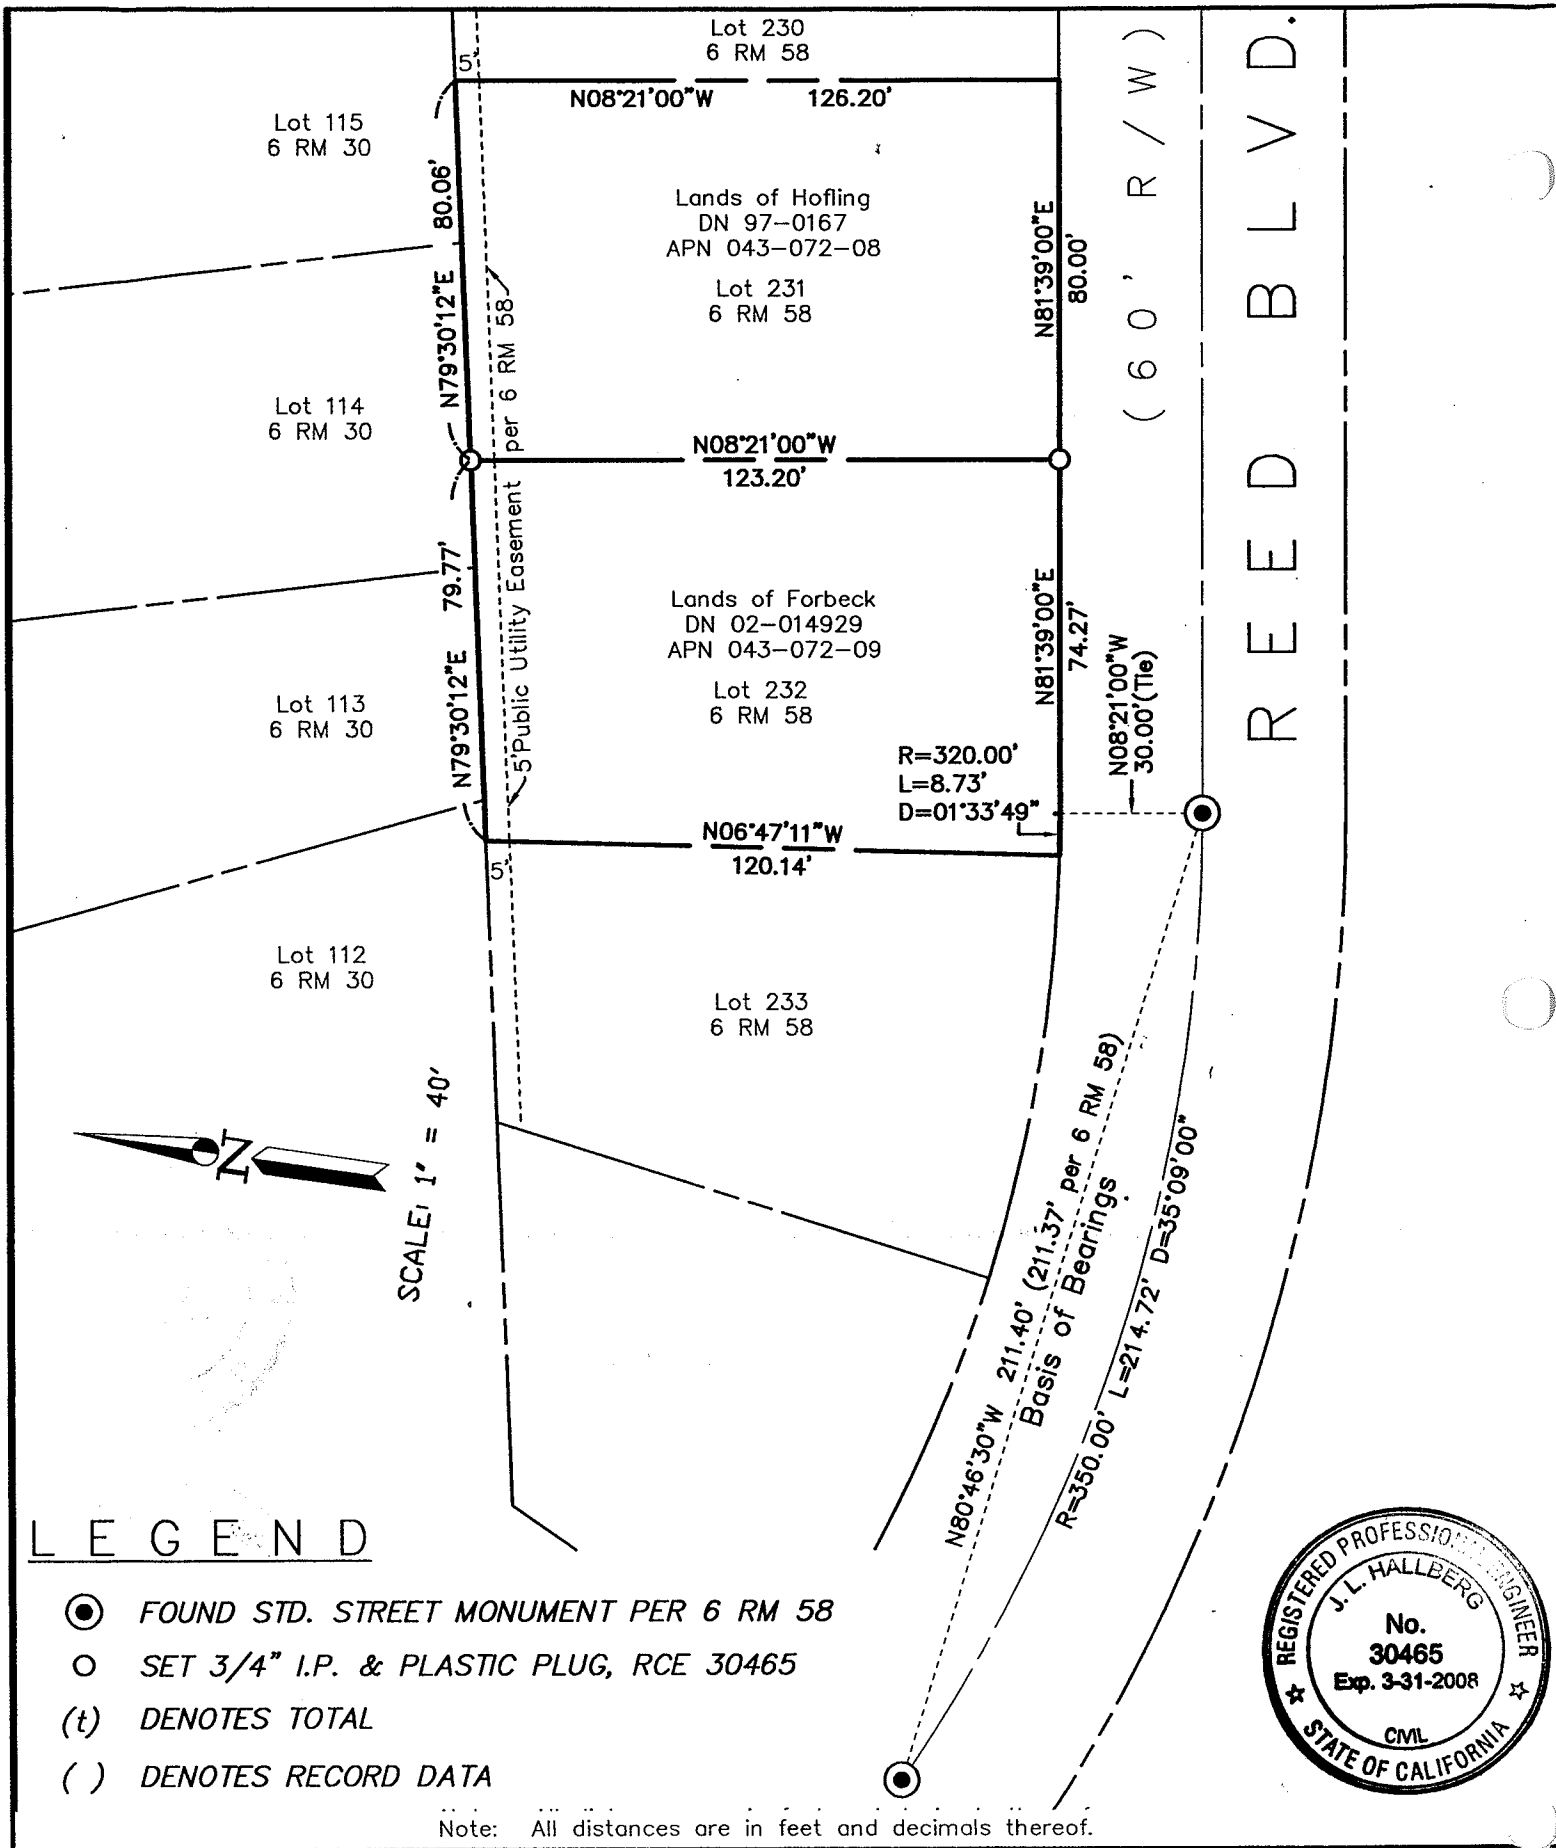 Lot 230
6 RM 58
5'
N08°21'00"W 126.20'
Lot 115
6 RM 30
80.06'
N79°30'12"E
Lands of Hofling
DN 97-0167
APN 043-072-08
Lot 231
6 RM 58
N81°39'00"E
80.00'
(60' R/W)
REED BLVD.
Lot 114
6 RM 30
N08°21'00"W
123.20'
5' Public Utility Easement per 6 RM 58
79.77'
N79°30'12"E
Lands of Forbeck
DN 02-014929
APN 043-072-09
Lot 232
6 RM 58
N81°39'00"E
74.27'
N08°21'00"W
30.00'(Tie)
Lot 113
6 RM 30
R=320.00'
L=8.73'
D=01°33'49"
N06°47'11"W
120.14'
5'
Lot 112
6 RM 30
Lot 233
6 RM 58
N
SCALE: 1" = 40'
N80°46'30"W 211.40' (211.37' per 6 RM 58)
Basis of Bearings
R=350.00' L=214.72' D=35°09'00"
LEGEND
FOUND STD. STREET MONUMENT PER 6 RM 58
SET 3/4" I.P. & PLASTIC PLUG, RCE 30465
(t) DENOTES TOTAL
( ) DENOTES RECORD DATA
Note: All distances are in feet and decimals thereof.
REGISTERED PROFESSIONAL ENGINEER
J. L. HALLBERG
No.
30465
Exp. 3-31-2008
CIVIL
STATE OF CALIFORNIA